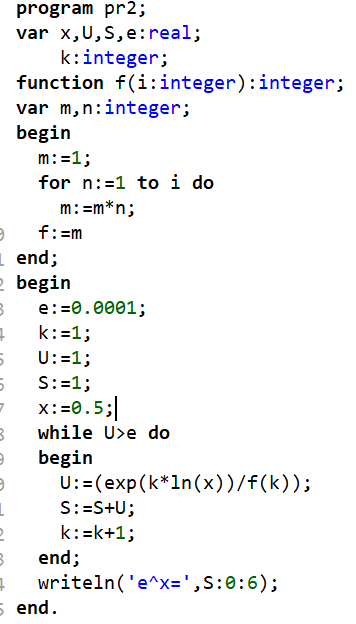 program pr2;
var x,U,S,e:real;
    k:integer;
function f(i:integer):integer;
var m,n:integer;
begin
  m:=1;
  for n:=1 to i do
    m:=m*n;
  f:=m
end;
begin
  e:=0.0001;
  k:=1;
  U:=1;
  S:=1;
  x:=0.5;
  while U>e do
  begin
    U:=(exp(k*ln(x))/f(k));
    S:=S+U;
    k:=k+1;
  end;
  writeln('e^x=',S:0:6);
end.